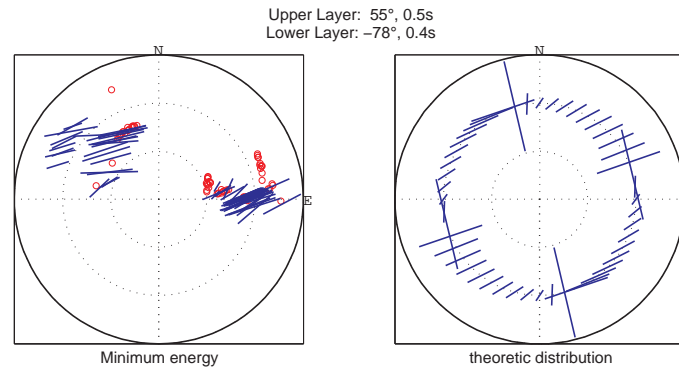 Upper Layer:  55°, 0.5s
Lower Layer: −78°, 0.4s
N
N
E
Minimum energy
theoretic distribution